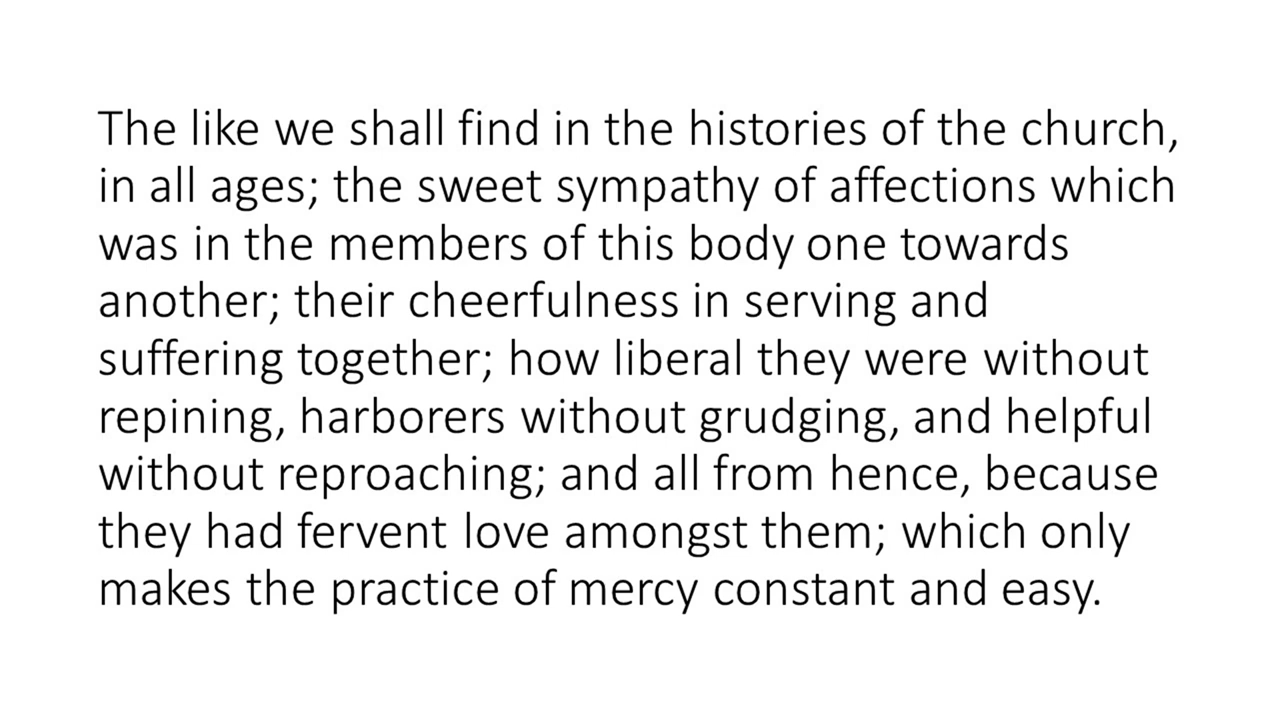 The like we shall find in the histories of the church,
in all ages; the sweet sympathy of affections which
was in the members of this body one towards
another; their cheerfulness in serving and
suffering together; how liberal they were without
repining, harborers without grudging, and helpful
without reproaching; and all from hence, because
they had fervent love amongst them; which only
makes the practice of mercy constant and easy.